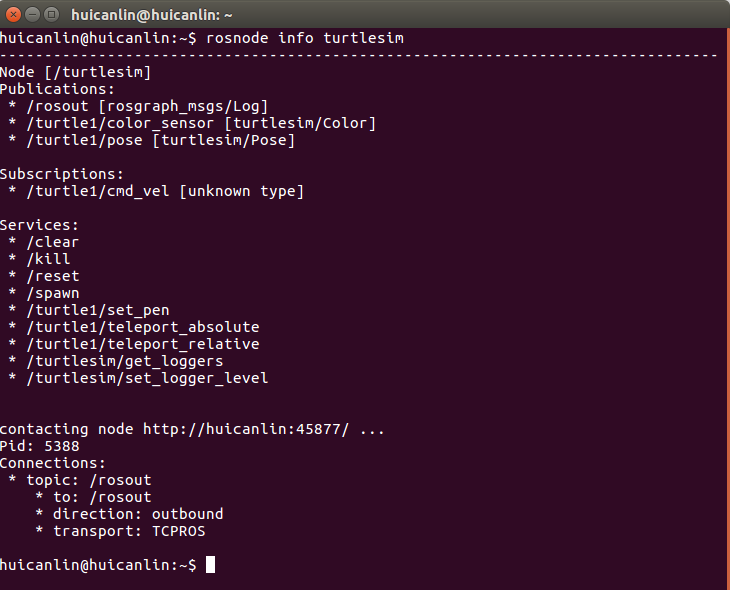 huicanlin@huicanlin: ~
huicanlin@huicanlin:~$ rosnode info turtlesim
--------------------------------------------------------------------------------
Node [/turtlesim]
Publications:
 * /rosout [rosgraph_msgs/Log]
 * /turtle1/color_sensor [turtlesim/Color]
 * /turtle1/pose [turtlesim/Pose]

Subscriptions:
 * /turtle1/cmd_vel [unknown type]

Services:
 * /clear
 * /kill
 * /reset
 * /spawn
 * /turtle1/set_pen
 * /turtle1/teleport_absolute
 * /turtle1/teleport_relative
 * /turtlesim/get_loggers
 * /turtlesim/set_logger_level


contacting node http://huicanlin:45877/ ...
Pid: 5388
Connections:
 * topic: /rosout
    * to: /rosout
    * direction: outbound
    * transport: TCPROS

huicanlin@huicanlin:~$